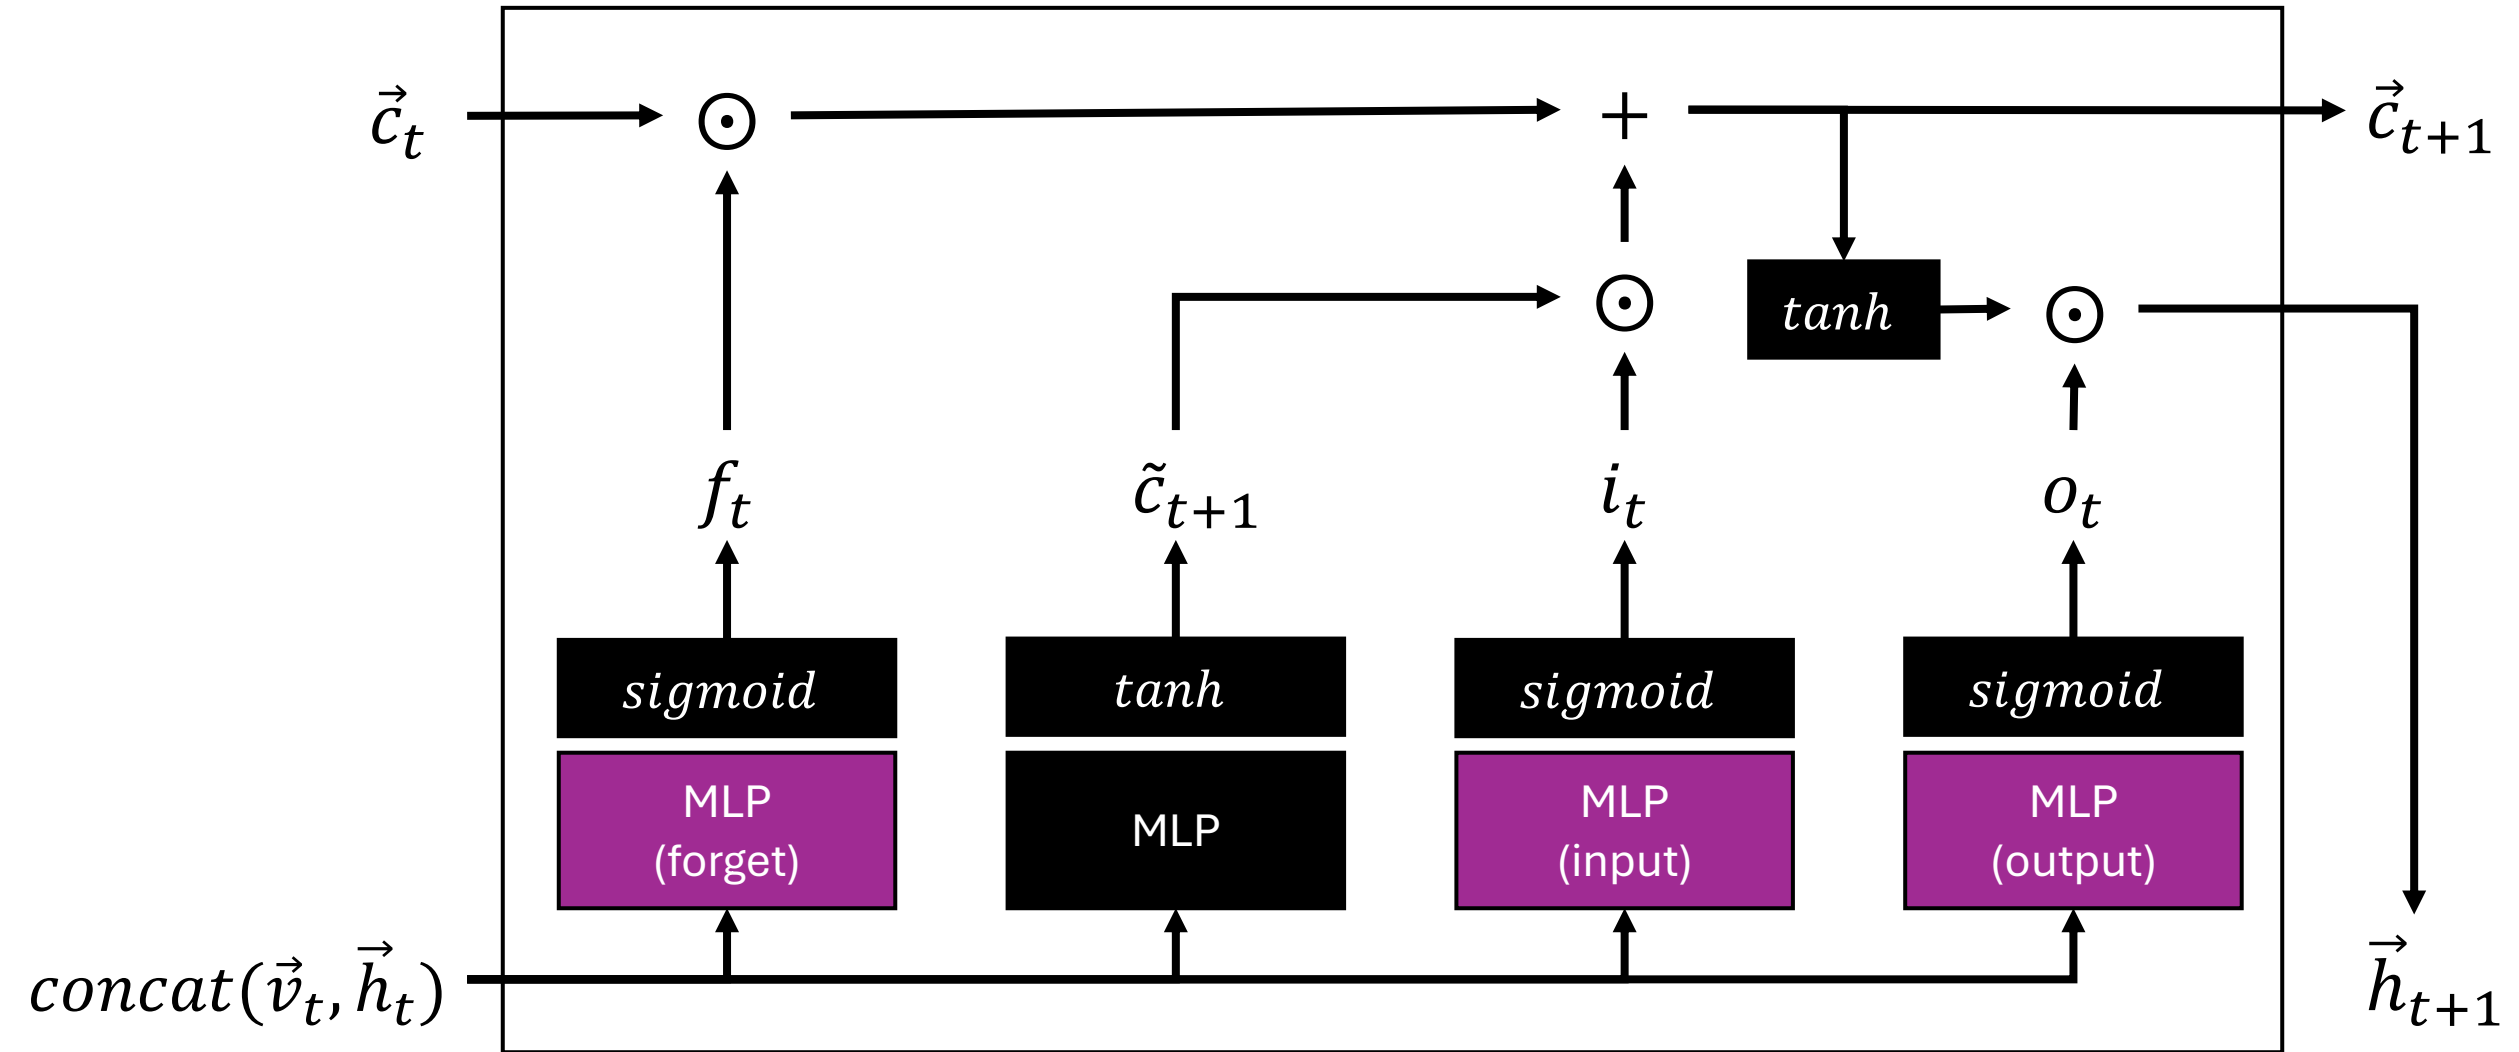 c⃗ₜ ⊙ + c⃗ₜ₊₁
tanh
⊙ ⊙
fₜ c̃ₜ₊₁ iₜ oₜ
sigmoid tanh sigmoid sigmoid
MLP (forget)
MLP
MLP (input)
MLP (output)
concat(v⃗ₜ, h⃗ₜ)
h⃗ₜ₊₁